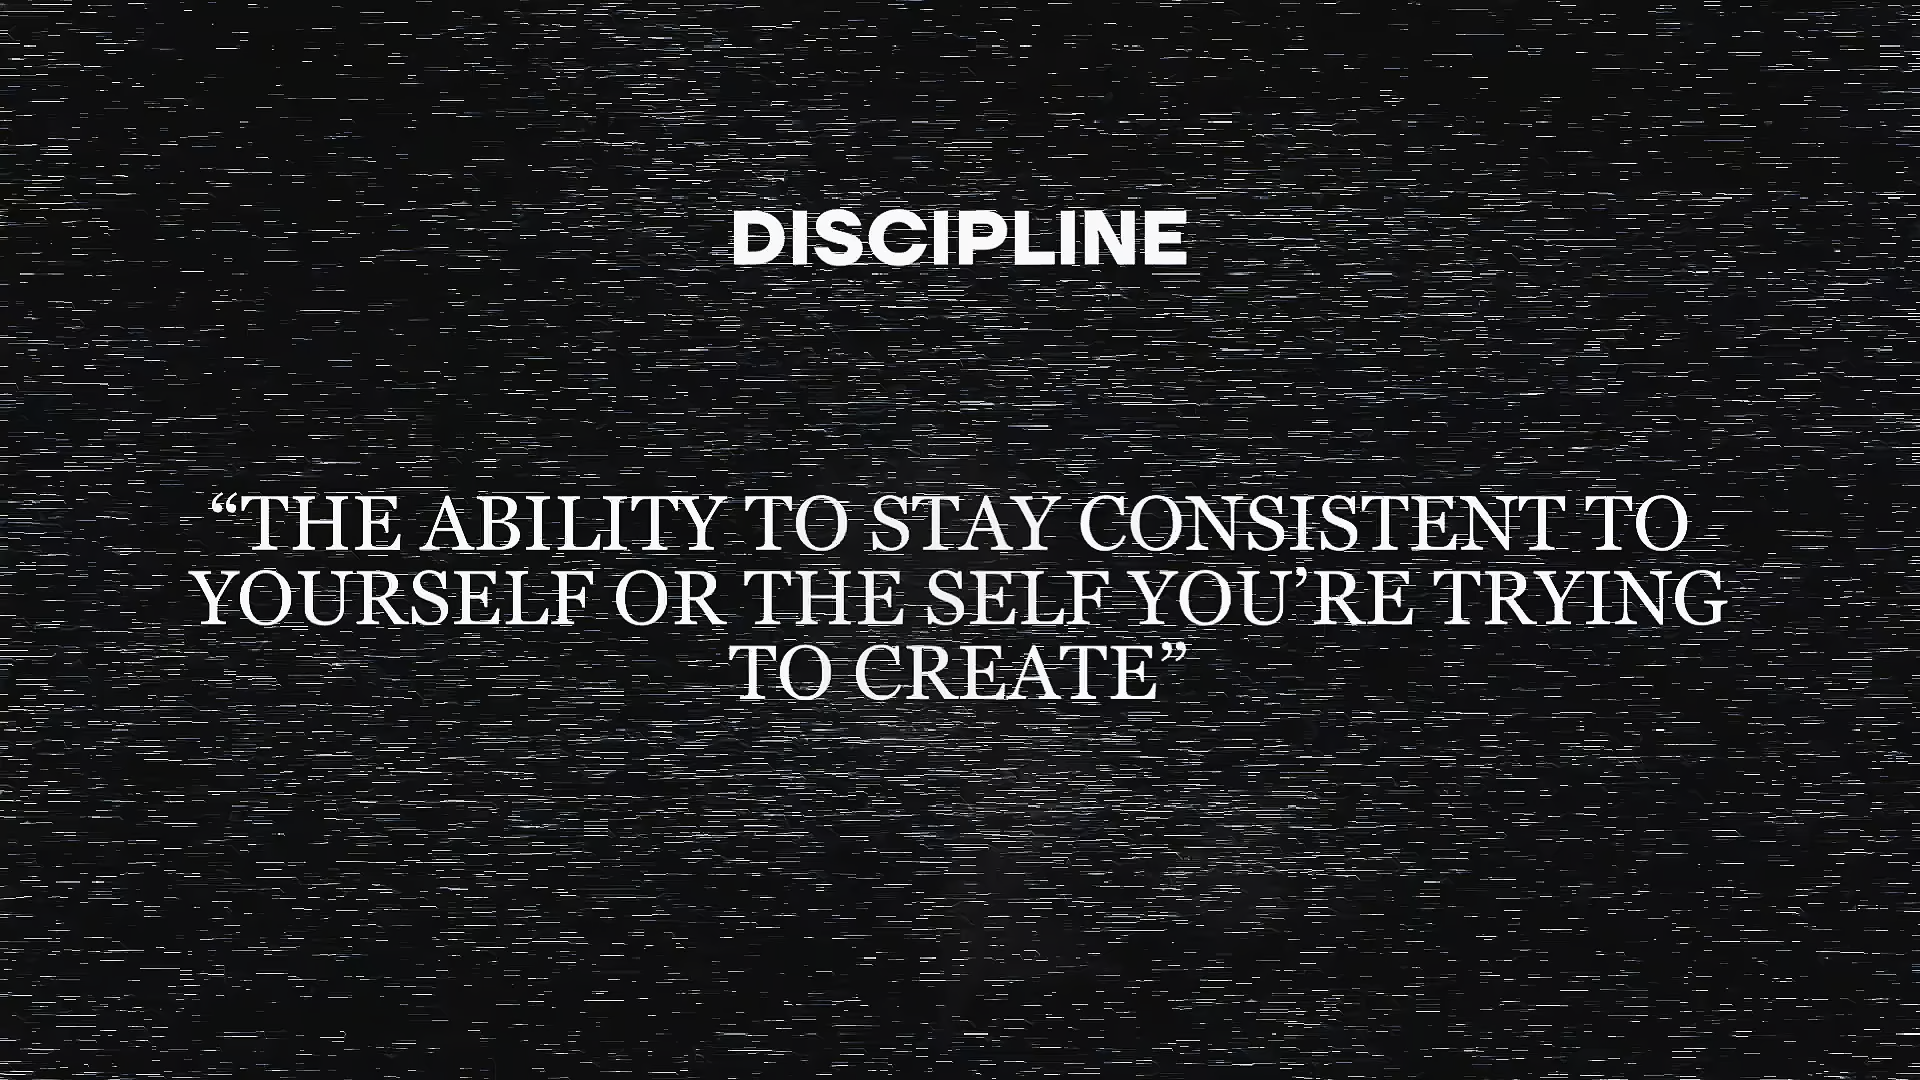 DISCIPLINE
“THE ABILITY TO STAY CONSISTENT TO
YOURSELF OR THE SELF YOU’RE TRYING
TO CREATE”